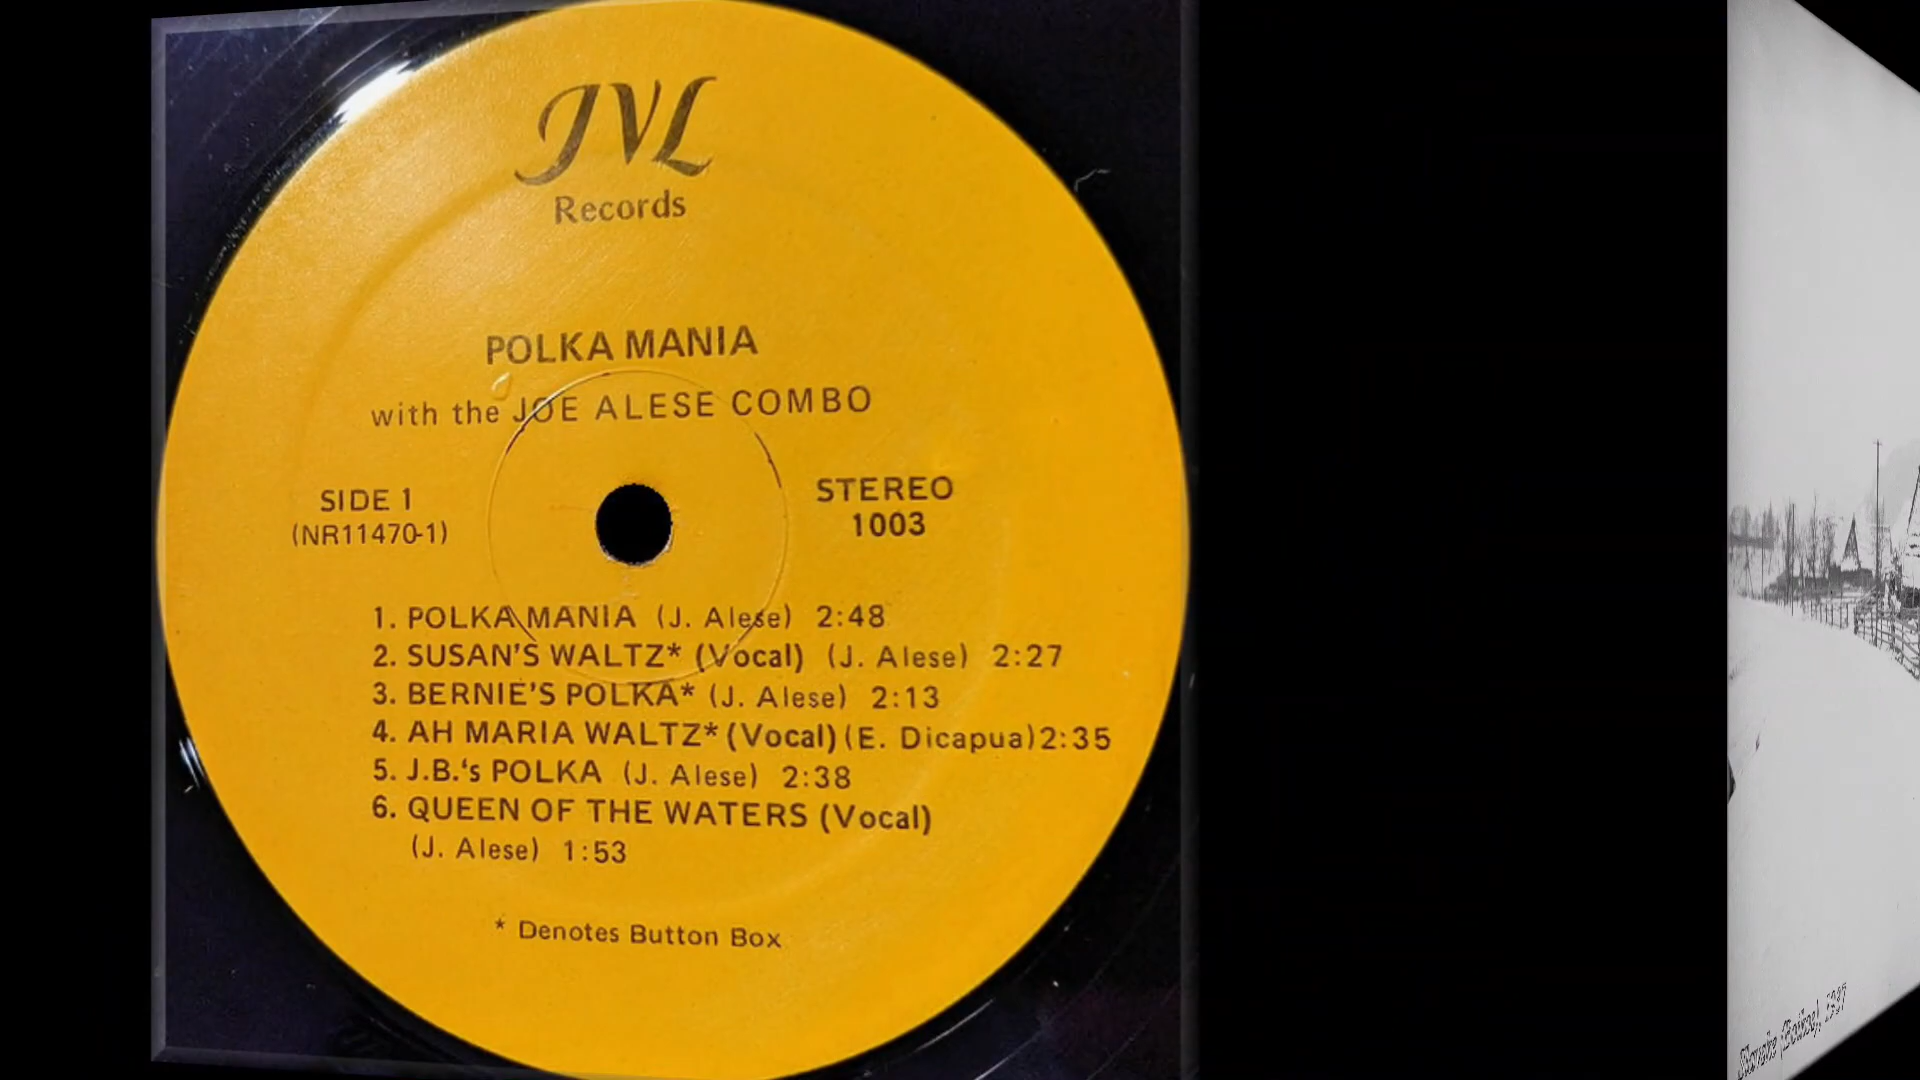 JVL
Records
POLKA MANIA
with the JOE ALESE COMBO
SIDE 1
(NR11470-1)
STEREO
1003
1. POLKA MANIA (J. Alese) 2:48
2. SUSAN'S WALTZ* (Vocal) (J. Alese) 2:27
3. BERNIE'S POLKA* (J. Alese) 2:13
4. AH MARIA WALTZ* (Vocal) (E. Dicapua) 2:35
5. J.B.'s POLKA (J. Alese) 2:38
6. QUEEN OF THE WATERS (Vocal)
(J. Alese) 1:53
* Denotes Button Box